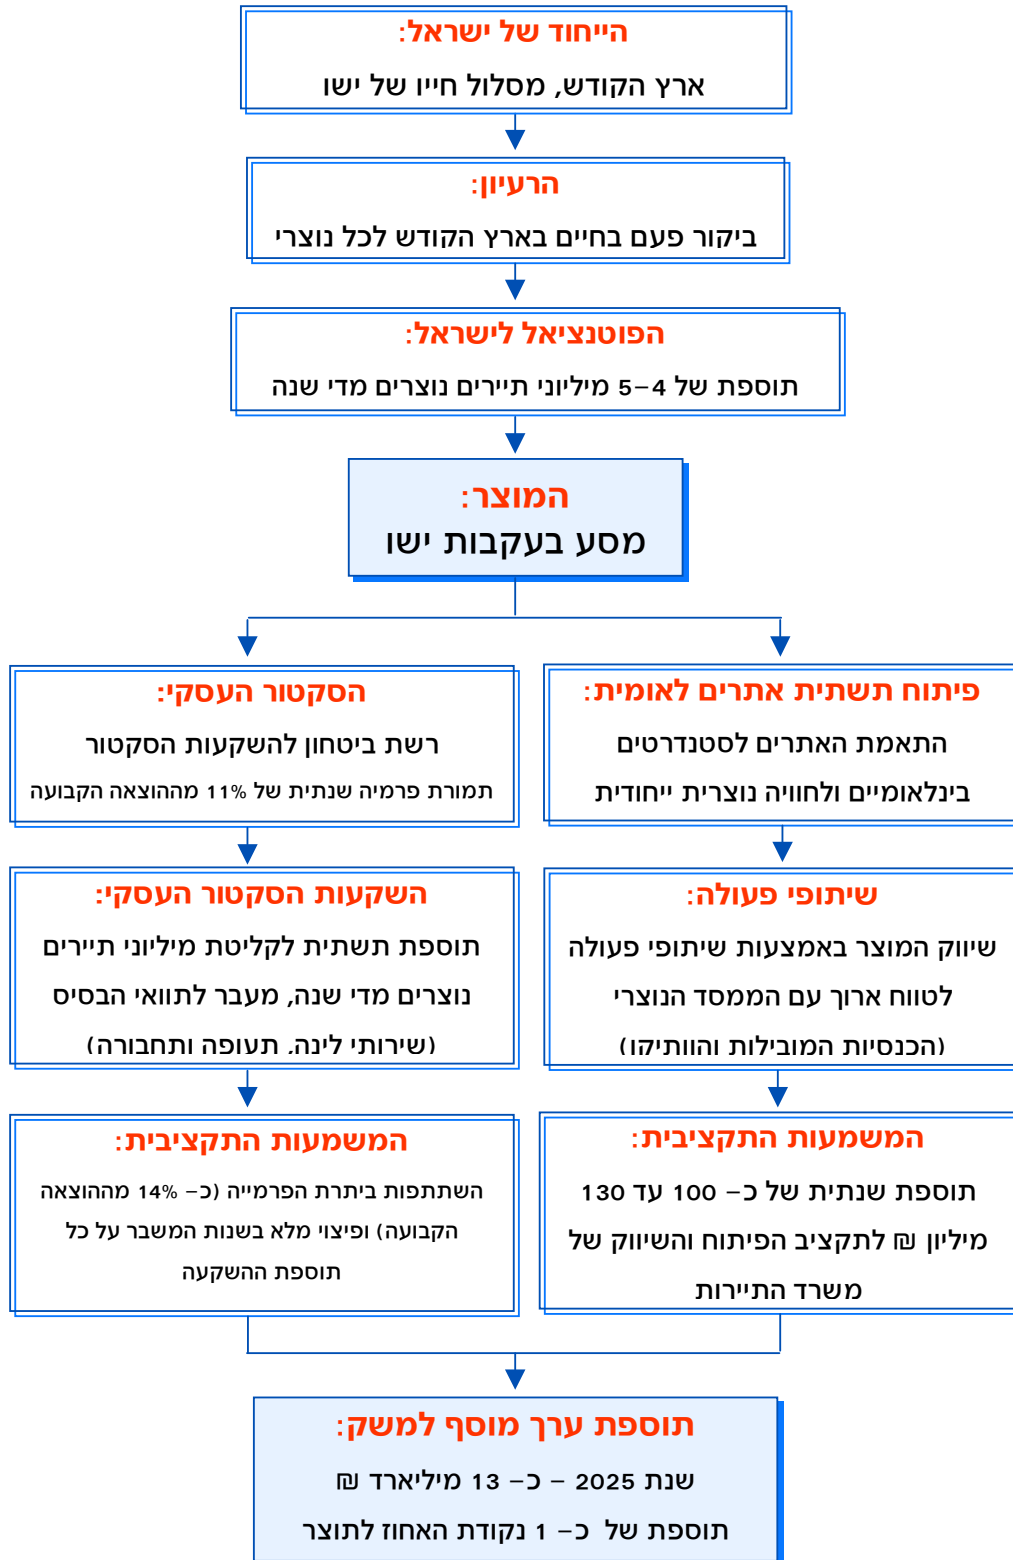 הייחוד של ישראל:
ארץ הקודש, מסלול חייו של ישו
הרעיון:
ביקור פעם בחיים בארץ הקודש לכל נוצרי
הפוטנציאל לישראל:
תוספת של 4–5 מיליוני תיירים נוצרים מדי שנה
המוצר:
מסע בעקבות ישו
פיתוח תשתית אתרים לאומית:
התאמת האתרים לסטנדרטים
בינלאומיים ולחוויה נוצרית ייחודית
שיתופי פעולה:
שיווק המוצר באמצעות שיתופי פעולה
לטווח ארוך עם הממסד הנוצרי
(הכנסיות המובילות והוותיקן)
המשמעות התקציבית:
תוספת שנתית של כ– 100 עד 130
מיליון ₪ לתקציב הפיתוח והשיווק של
משרד התיירות
הסקטור העסקי:
רשת ביטחון להשקעות הסקטור
תמורת פרמיה שנתית של 11% מההוצאה הקבועה
השקעות הסקטור העסקי:
תוספת תשתית לקליטת מיליוני תיירים
נוצרים מדי שנה, מעבר לתוואי הבסיס
(שירותי לינה, תעופה ותחבורה)
המשמעות התקציבית:
השתתפות ביתרת הפרמייה (כ– 14% מההוצאה
הקבועה) ופיצוי מלא בשנות המשבר על כל
תוספת ההשקעה
תוספת ערך מוסף למשק:
שנת 2025 – כ– 13 מיליארד ₪
תוספת של כ– 1 נקודת האחוז לתוצר